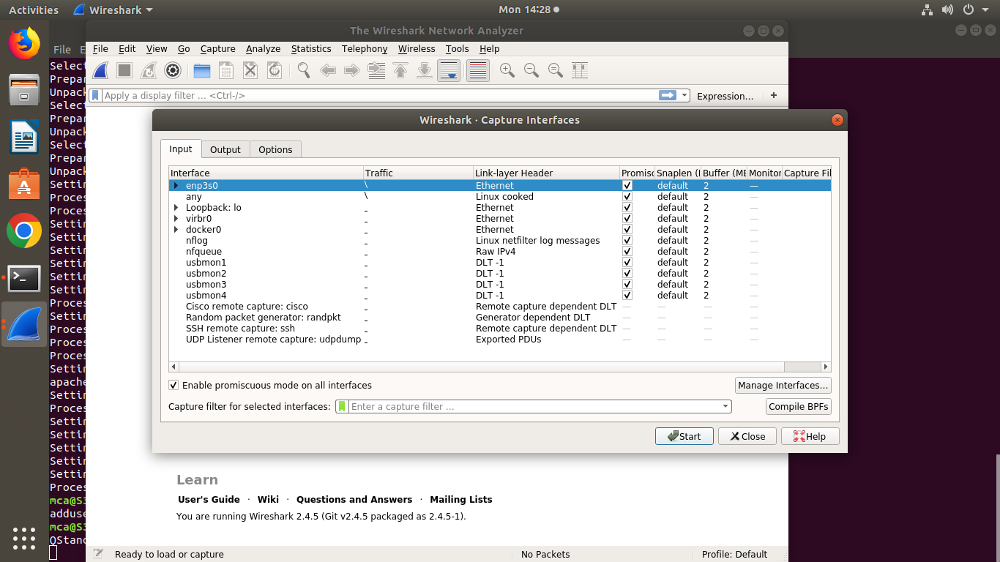 Activities Wireshark Mon 14:28
The Wireshark Network Analyzer
File E
File Edit View Go Capture Analyze Statistics Telephony Wireless Tools Help
Apply a display filter ... <Ctrl-/> Expression… +
Wireshark · Capture Interfaces
Input Output Options
Interface Traffic Link-layer Header Promisc Snaplen (I Buffer (ME Monitor Capture Fil
enp3s0 Ethernet default 2 —
any Linux cooked default 2 —
Loopback: lo _ Ethernet default 2 —
virbr0 _ Ethernet default 2 —
docker0 _ Ethernet default 2 —
nflog _ Linux netfilter log messages default 2 —
nfqueue _ Raw IPv4 default 2 —
usbmon1 _ DLT -1 default 2 —
usbmon2 _ DLT -1 default 2 —
usbmon3 _ DLT -1 default 2 —
usbmon4 _ DLT -1 default 2 —
Cisco remote capture: cisco _ Remote capture dependent DLT — — — —
Random packet generator: randpkt _ Generator dependent DLT — — — —
SSH remote capture: ssh _ Remote capture dependent DLT — — — —
UDP Listener remote capture: udpdump _ Exported PDUs — — — —
Enable promiscuous mode on all interfaces Manage Interfaces…
Capture filter for selected interfaces: Enter a capture filter … Compile BPFs
Start Close Help
Learn
User's Guide · Wiki · Questions and Answers · Mailing Lists
You are running Wireshark 2.4.5 (Git v2.4.5 packaged as 2.4.5-1).
Ready to load or capture No Packets Profile: Default
Select
Prepar
Unpack
Select
Prepar
Unpack
Select
Prepar
Unpack
Settin
Proces
Proces
Settin
Settin
Settin
Settin
Settin
Settin
Proces
Settin
Proces
Proces
Proces
Settin
apache
Settin
Proces
Settin
Settin
Settin
Settin
Settin
Proces
mca@S3
adduse
mca@S3
QStand